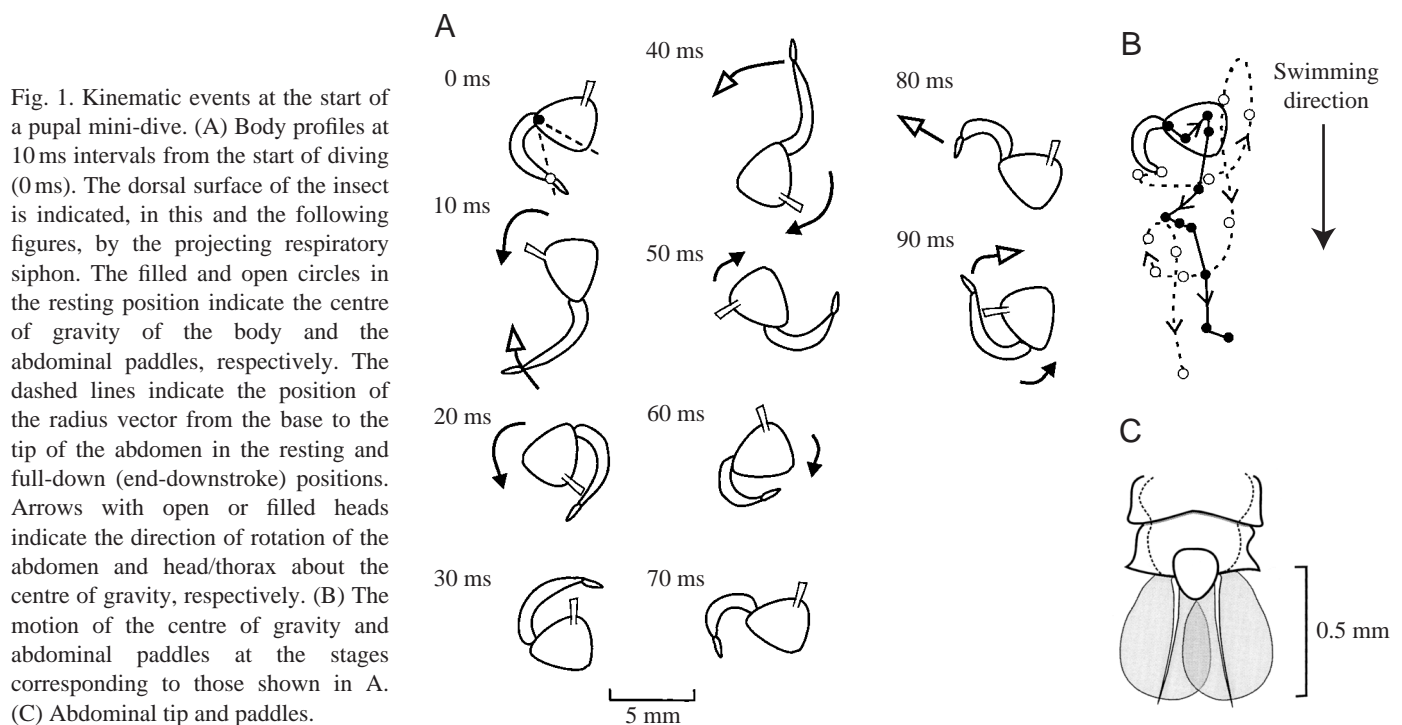 Fig. 1. Kinematic events at the start of
a pupal mini-dive. (A) Body profiles at
10 ms intervals from the start of diving
(0 ms). The dorsal surface of the insect
is indicated, in this and the following
figures, by the projecting respiratory
siphon. The filled and open circles in
the resting position indicate the centre
of gravity of the body and the
abdominal paddles, respectively. The
dashed lines indicate the position of
the radius vector from the base to the
tip of the abdomen in the resting and
full-down (end-downstroke) positions.
Arrows with open or filled heads
indicate the direction of rotation of the
abdomen and head/thorax about the
centre of gravity, respectively. (B) The
motion of the centre of gravity and
abdominal paddles at the stages
corresponding to those shown in A.
(C) Abdominal tip and paddles.
A
0 ms
10 ms
20 ms
30 ms
40 ms
50 ms
60 ms
70 ms
80 ms
90 ms
5 mm
B
Swimming
direction
C
0.5 mm